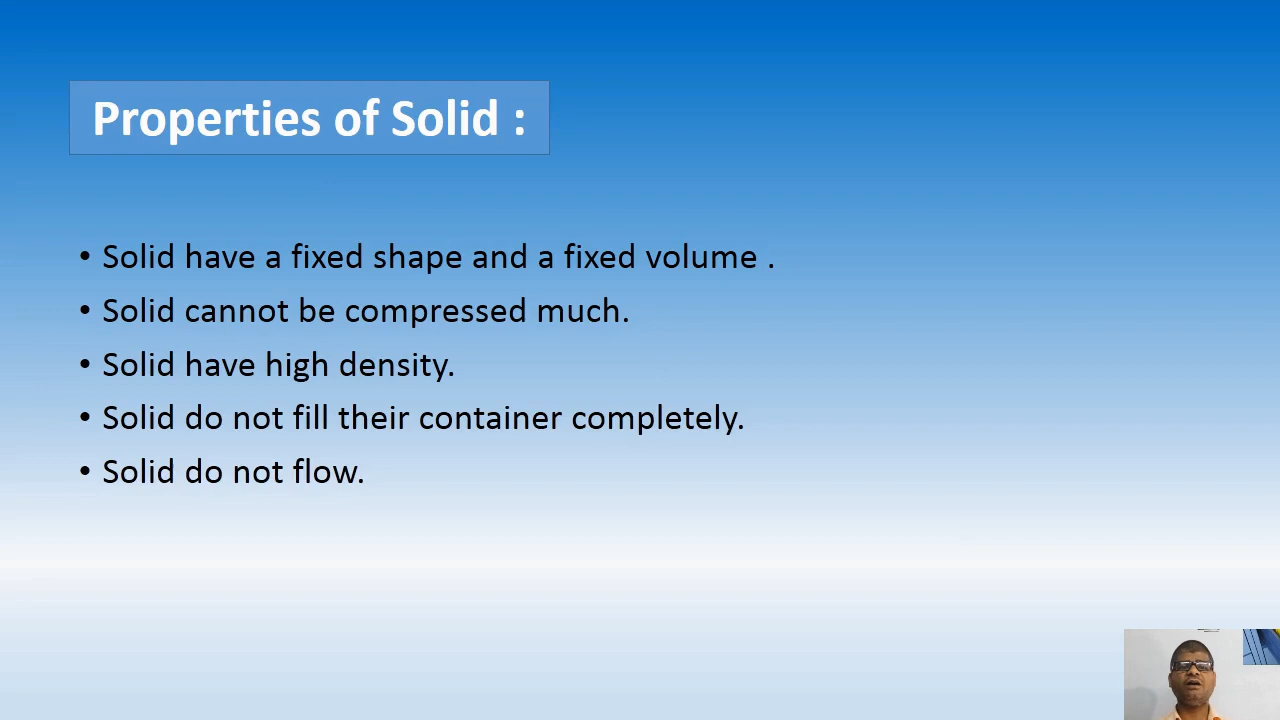 Properties of Solid :
• Solid have a fixed shape and a fixed volume .
• Solid cannot be compressed much.
• Solid have high density.
• Solid do not fill their container completely.
• Solid do not flow.